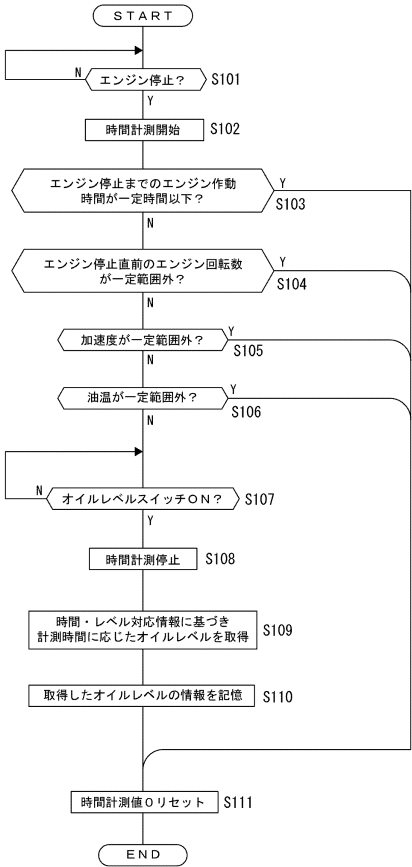 ＳＴＡＲＴ
N
エンジン停止？
S101
Y
時間計測開始
S102
エンジン停止までのエンジン作動
時間が一定時間以下？
Y
S103
N
エンジン停止直前のエンジン回転数
が一定範囲外？
Y
S104
N
加速度が一定範囲外？
Y
S105
N
油温が一定範囲外？
Y
S106
N
N
オイルレベルスイッチＯＮ？
S107
Y
時間計測停止
S108
時間・レベル対応情報に基づき
計測時間に応じたオイルレベルを取得
S109
取得したオイルレベルの情報を記憶
S110
時間計測値０リセット
S111
ＥＮＤ